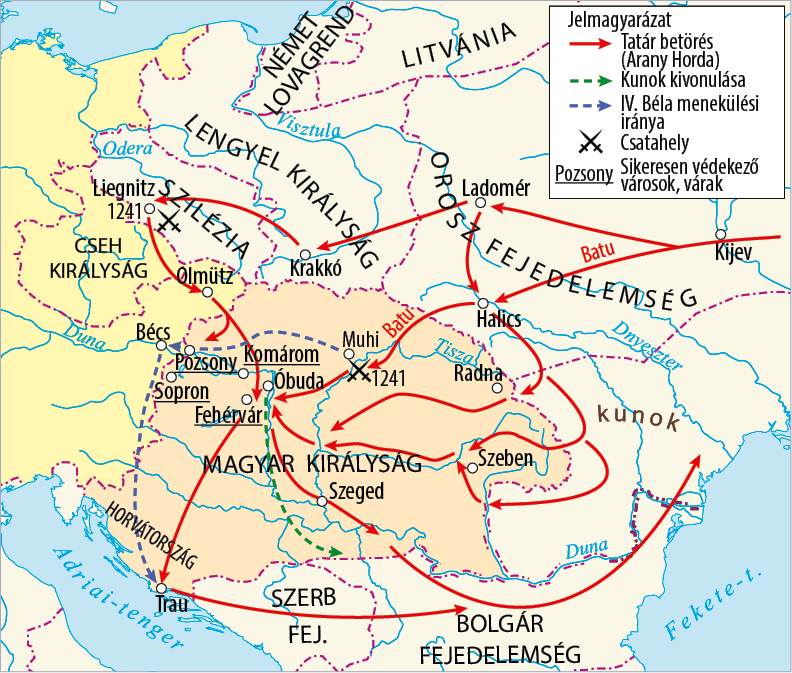 Jelmagyarázat
Tatár betörés
(Arany Horda)
Kunok kivonulása
IV. Béla menekülési
iránya
Csatahely
Pozsony
Sikeresen védekező
városok, várak
NÉMET
LOVAGREND
LITVÁNIA
Visztula
Odera
LENGYEL KIRÁLYSÁG
OROSZ FEJEDELEMSÉG
Liegnitz
1241
SZILÉZIA
Ladomér
Krakkó
Batu
Kijev
CSEH
KIRÁLYSÁG
Olmütz
Halics
Dnyeszter
Duna
Bécs
Pozsony
Komárom
Muhi
1241
Batu
Tisza
Radna
Sopron
Óbuda
Fehérvár
kunok
MAGYAR KIRÁLYSÁG
Szeben
Szeged
HORVÁTORSZÁG
Duna
Adriai-tenger
Trau
SZERB
FEJ.
BOLGÁR
FEJEDELEMSÉG
Fekete-t.